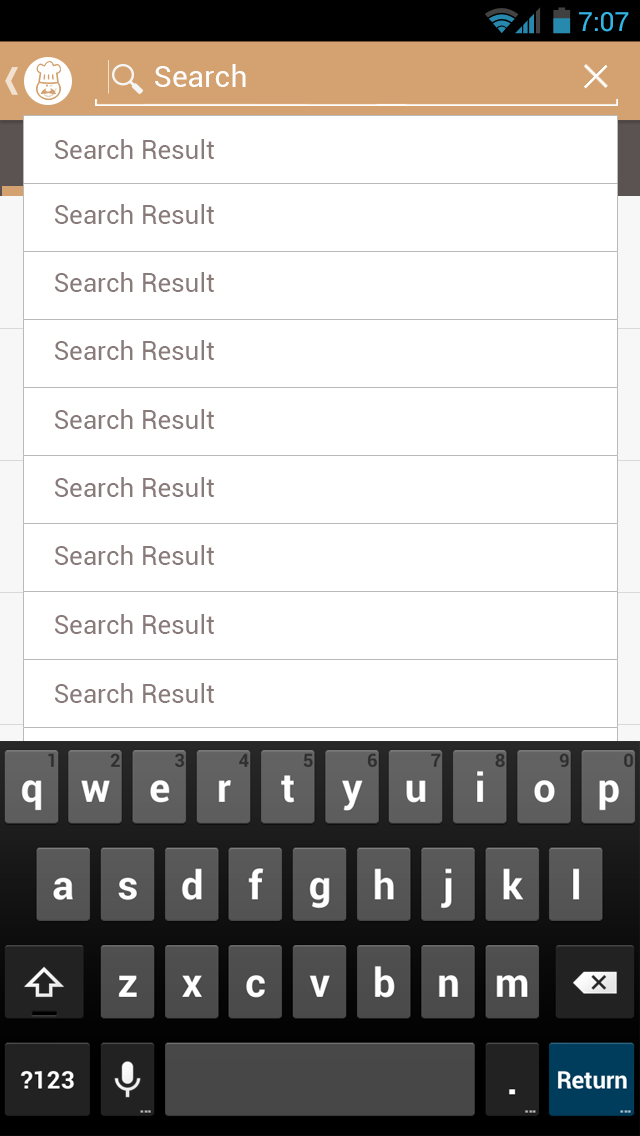 7:07
Search
Search Result
Search Result
Search Result
Search Result
Search Result
Search Result
Search Result
Search Result
Search Result
1 2 3 4 5 6 7 8 9 0
q w e r t y u i o p
a s d f g h j k l
z x c v b n m
?123 . Return